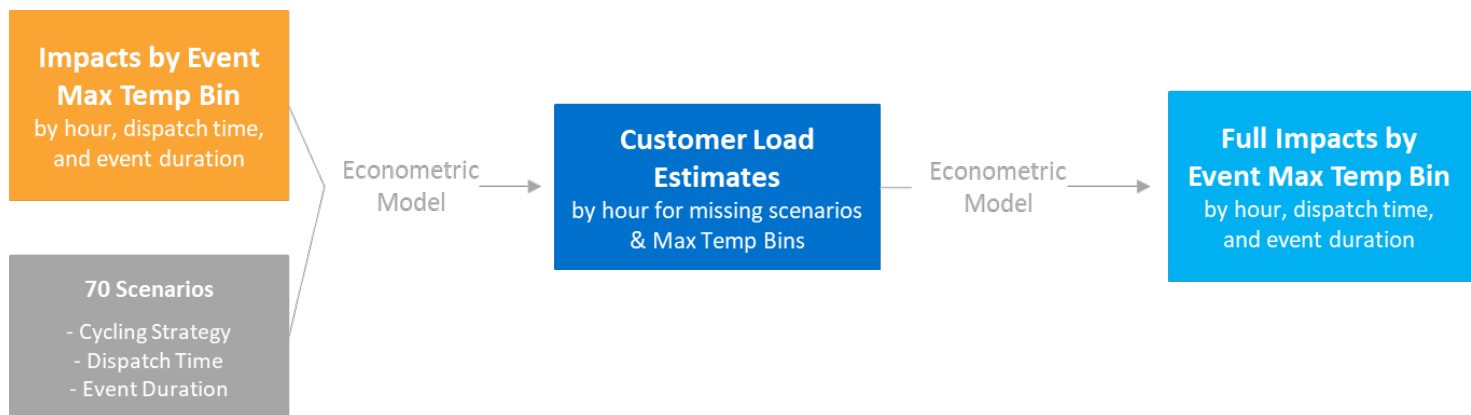 Impacts by Event
Max Temp Bin
by hour, dispatch time,
and event duration
70 Scenarios
- Cycling Strategy
- Dispatch Time
- Event Duration
Econometric
Model
Customer Load
Estimates
by hour for missing scenarios
& Max Temp Bins
Econometric
Model
Full Impacts by
Event Max Temp Bin
by hour, dispatch time,
and event duration